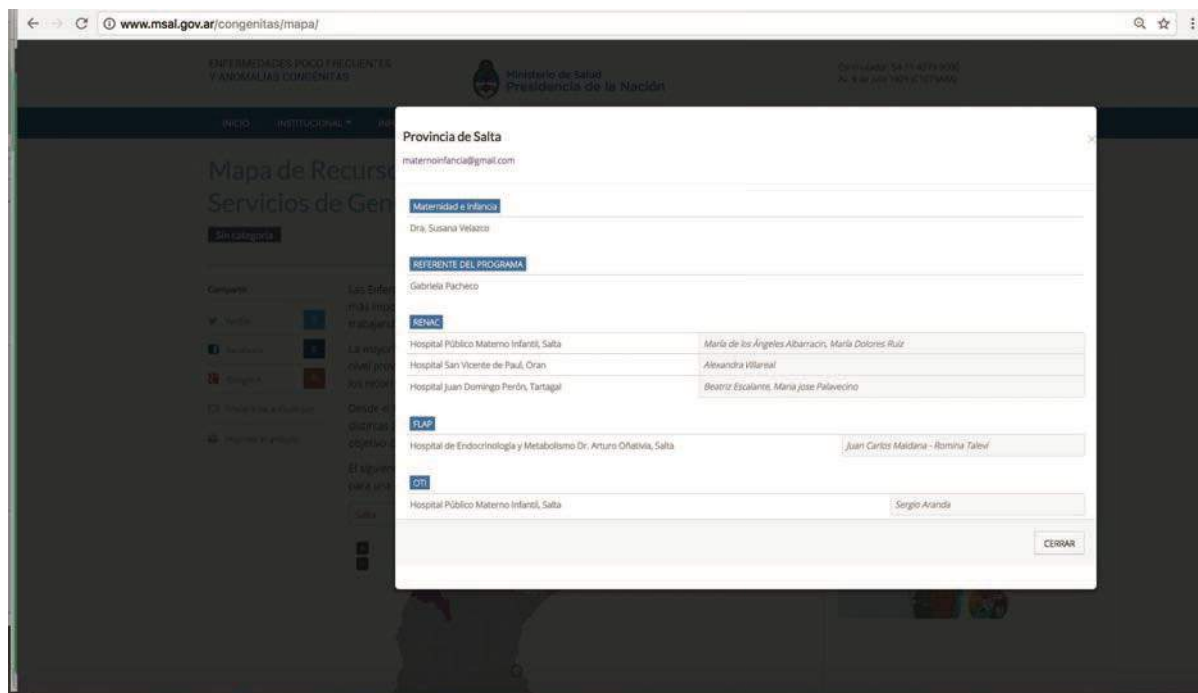 www.msal.gov.ar/congenitas/mapa/
ENFERMEDADES POCO FRECUENTES
Y ANOMALÍAS CONGÉNITAS
Ministerio de Salud
Presidencia de la Nación
INICIO INSTITUCIONAL
Mapa de Recurs
Servicios de Gen
Sin categoría
Compartir
Provincia de Salta
maternoinfancia@gmail.com
Maternidad e Infancia
Dra. Susana Velazco
REFERENTE DEL PROGRAMA
Gabriela Pacheco
RENAC
Hospital Público Materno Infantil, Salta María de los Ángeles Albarracin, María Dolores Ruiz
Hospital San Vicente de Paul, Oran Alexandra Villareal
Hospital Juan Domingo Perón, Tartagal Beatriz Escalante, Maria jose Palavecino
FLAP
Hospital de Endocrinología y Metabolismo Dr. Arturo Oñativia, Salta Juan Carlos Maidana - Romina Talevi
OTI
Hospital Público Materno Infantil, Salta Sergio Aranda
CERRAR
Salta